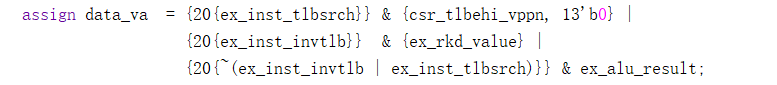 assign data_va = {20{ex_inst_tlbsrch}} & {csr_tlbehi_vppn, 13'b0} |
{20{ex_inst_invtlb}} & {ex_rkd_value} |
{20{~(ex_inst_invtlb | ex_inst_tlbsrch)}} & ex_alu_result;